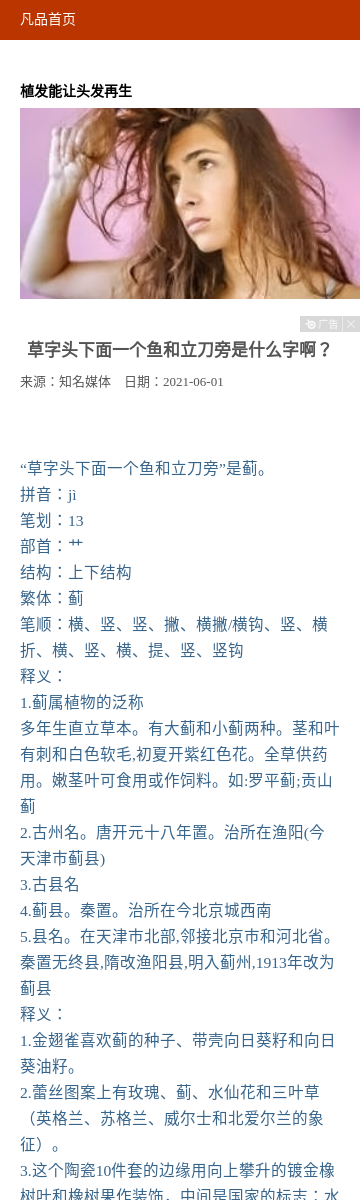 凡品首页
植发能让头发再生
广告
草字头下面一个鱼和立刀旁是什么字啊？
来源：知名媒体 日期：2021-06-01
“草字头下面一个鱼和立刀旁”是蓟。
拼音：jì
笔划：13
部首：艹
结构：上下结构
繁体：蓟
笔顺：横、竖、竖、撇、横撇/横钩、竖、横
折、横、竖、横、提、竖、竖钩
释义：
1.蓟属植物的泛称
多年生直立草本。有大蓟和小蓟两种。茎和叶
有刺和白色软毛,初夏开紫红色花。全草供药
用。嫩茎叶可食用或作饲料。如:罗平蓟;贡山
蓟
2.古州名。唐开元十八年置。治所在渔阳(今
天津市蓟县)
3.古县名
4.蓟县。秦置。治所在今北京城西南
5.县名。在天津市北部,邻接北京市和河北省。
秦置无终县,隋改渔阳县,明入蓟州,1913年改为
蓟县
释义：
1.金翅雀喜欢蓟的种子、带壳向日葵籽和向日
葵油籽。
2.蕾丝图案上有玫瑰、蓟、水仙花和三叶草
（英格兰、苏格兰、威尔士和北爱尔兰的象
征）。
3.这个陶瓷10件套的边缘用向上攀升的镀金橡
树叶和橡树果作装饰，中间是国家的标志：水